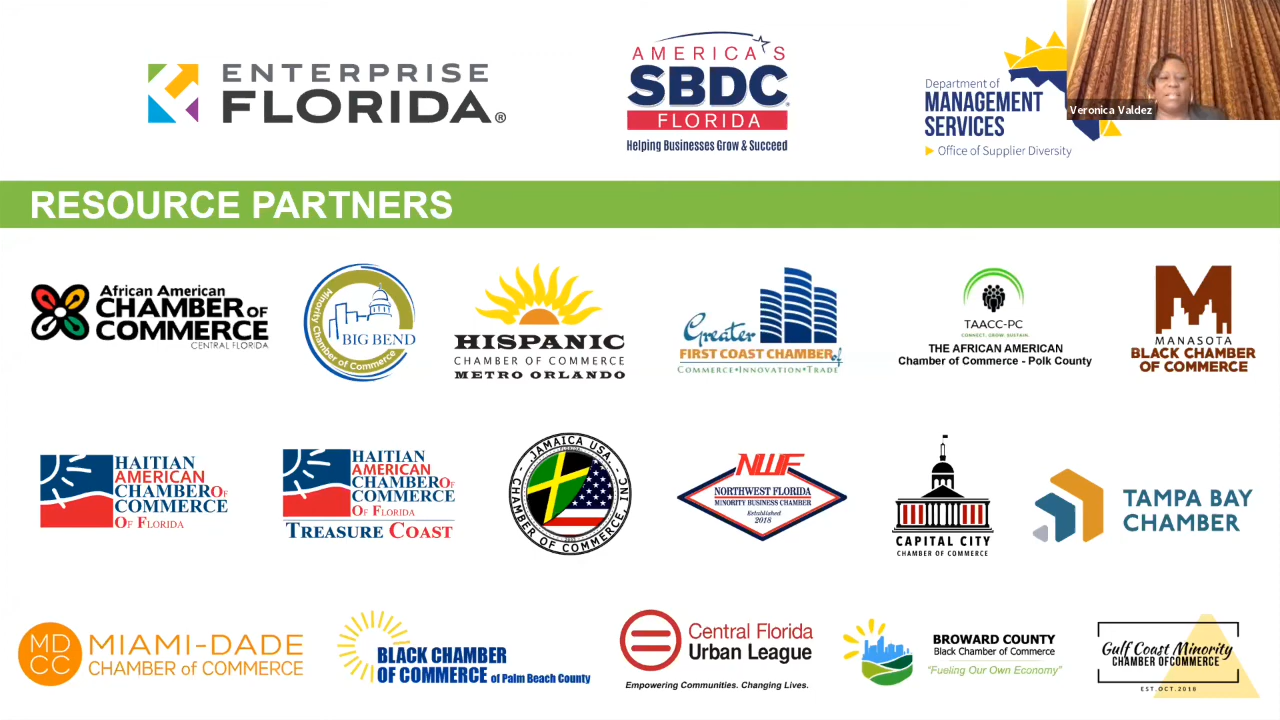 ENTERPRISE
FLORIDA®
AMERICA'S
SBDC
FLORIDA
Helping Businesses Grow & Succeed
Department of
MANAGEMENT
SERVICES
Office of Supplier Diversity
Veronica Valdez
RESOURCE PARTNERS
African American
CHAMBER OF
COMMERCE
CENTRAL FLORIDA
Minority Chamber of Commerce
BIG BEND
HISPANIC
CHAMBER OF COMMERCE
METRO ORLANDO
Greater
FIRST COAST CHAMBER of
COMMERCE•INNOVATION•TRADE
TAACC-PC
CONNECT. GROW. SUSTAIN.
THE AFRICAN AMERICAN
Chamber of Commerce - Polk County
M
MANASOTA
BLACK CHAMBER
OF COMMERCE
HAITIAN
AMERICAN
CHAMBER OF
COMMERCE
OF FLORIDA
HAITIAN
AMERICAN
CHAMBER OF
COMMERCE
OF FLORIDA
TREASURE COAST
JAMAICA USA.
CHAMBER OF COMMERCE, INC.
NWF
NORTHWEST FLORIDA
MINORITY BUSINESS CHAMBER
Established
2018
CAPITAL CITY
CHAMBER OF COMMERCE
TAMPA BAY
CHAMBER
MD
CC
MIAMI-DADE
CHAMBER of COMMERCE
BLACK CHAMBER
OF COMMERCE of Palm Beach County
Central Florida
Urban League
Empowering Communities. Changing Lives.
BROWARD COUNTY
Black Chamber of Commerce
"Fueling Our Own Economy"
Gulf Coast Minority
CHAMBER OF COMMERCE
EST.OCT.2018